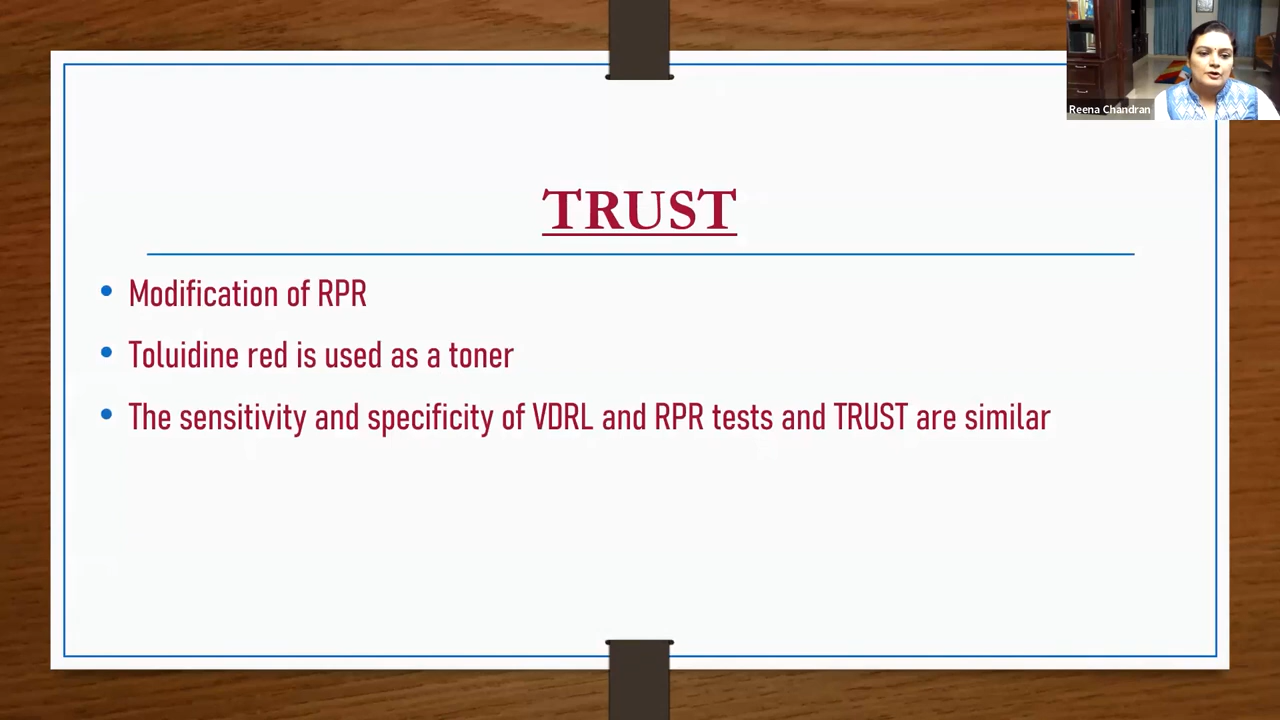 Reena Chandran
TRUST
Modification of RPR
Toluidine red is used as a toner
The sensitivity and specificity of VDRL and RPR tests and TRUST are similar